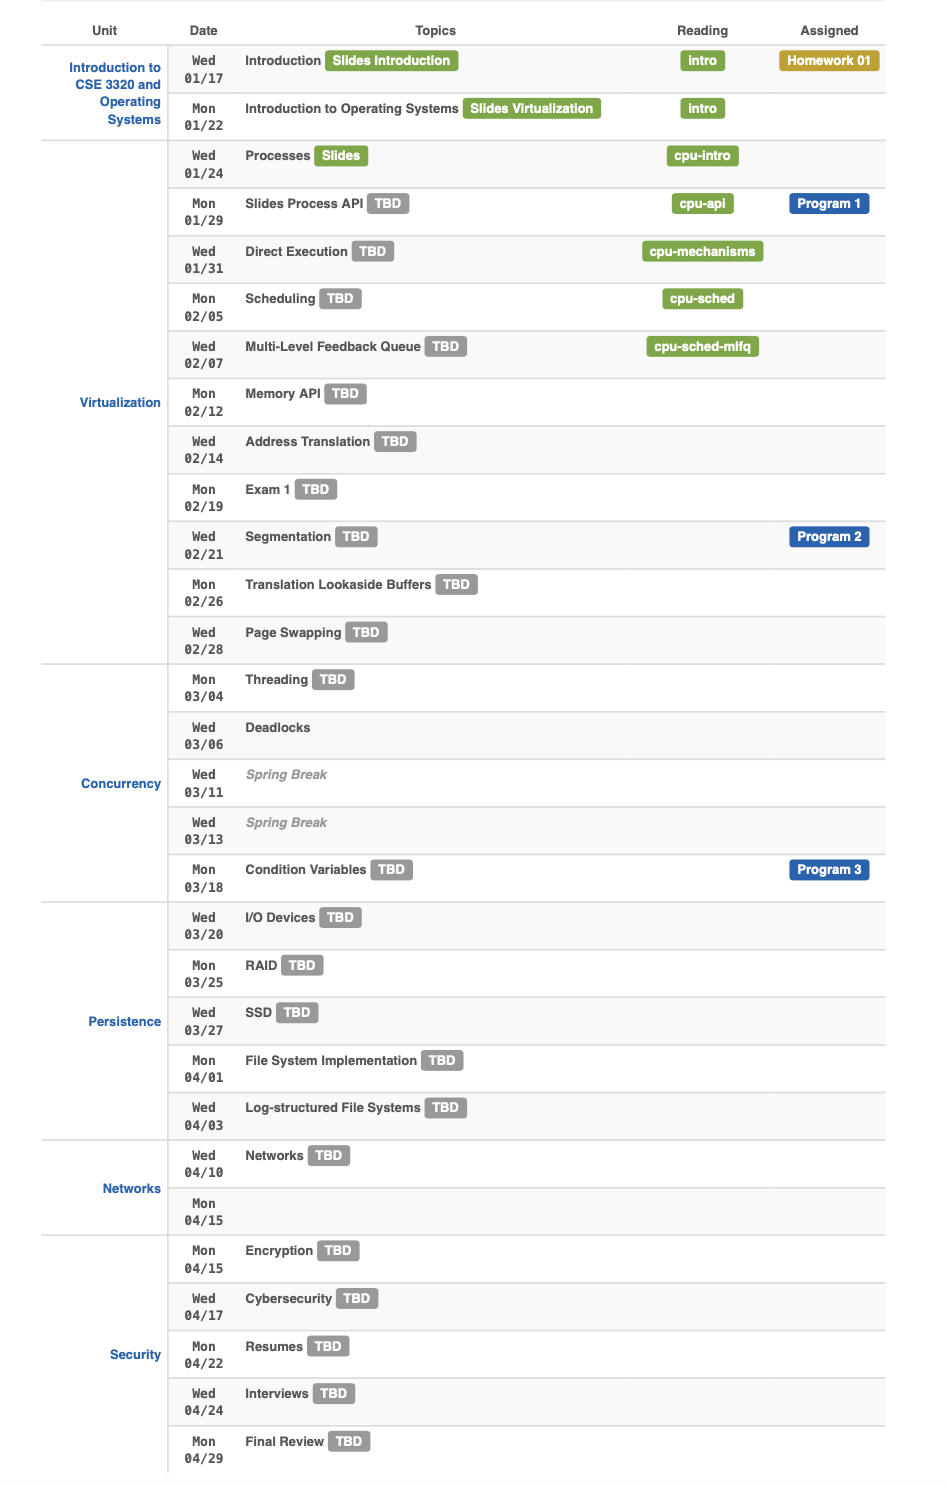 Unit Date Topics Reading Assigned
Introduction to
CSE 3320 and
Operating
Systems
Wed
01/17
Introduction Slides Introduction intro Homework 01
Mon
01/22
Introduction to Operating Systems Slides Virtualization intro
Virtualization
Wed
01/24
Processes Slides cpu-intro
Mon
01/29
Slides Process API TBD cpu-api Program 1
Wed
01/31
Direct Execution TBD cpu-mechanisms
Mon
02/05
Scheduling TBD cpu-sched
Wed
02/07
Multi-Level Feedback Queue TBD cpu-sched-mlfq
Mon
02/12
Memory API TBD
Wed
02/14
Address Translation TBD
Mon
02/19
Exam 1 TBD
Wed
02/21
Segmentation TBD Program 2
Mon
02/26
Translation Lookaside Buffers TBD
Wed
02/28
Page Swapping TBD
Concurrency
Mon
03/04
Threading TBD
Wed
03/06
Deadlocks
Wed
03/11
Spring Break
Wed
03/13
Spring Break
Mon
03/18
Condition Variables TBD Program 3
Persistence
Wed
03/20
I/O Devices TBD
Mon
03/25
RAID TBD
Wed
03/27
SSD TBD
Mon
04/01
File System Implementation TBD
Wed
04/03
Log-structured File Systems TBD
Networks
Wed
04/10
Networks TBD
Mon
04/15
Security
Mon
04/15
Encryption TBD
Wed
04/17
Cybersecurity TBD
Mon
04/22
Resumes TBD
Wed
04/24
Interviews TBD
Mon
04/29
Final Review TBD